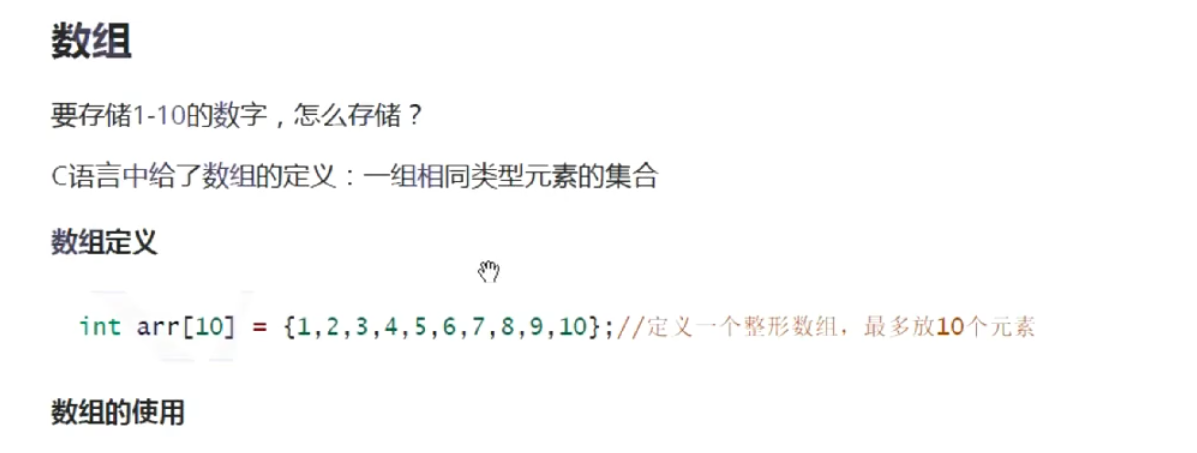 数组
要存储1-10的数字，怎么存储？
C语言中给了数组的定义：一组相同类型元素的集合
数组定义
int arr[10] = {1,2,3,4,5,6,7,8,9,10};//定义一个整形数组，最多放10个元素
数组的使用